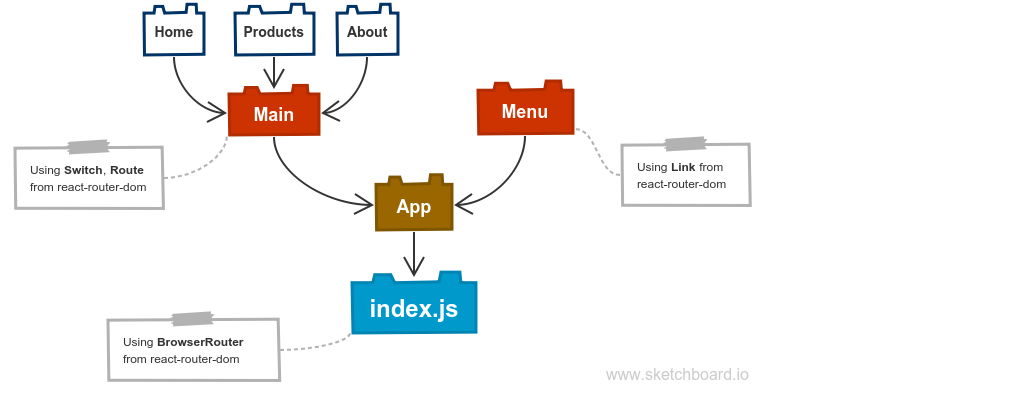 Home
Products
About
Main
Menu
Using Switch, Route
from react-router-dom
Using Link from
react-router-dom
App
index.js
Using BrowserRouter
from react-router-dom
www.sketchboard.io